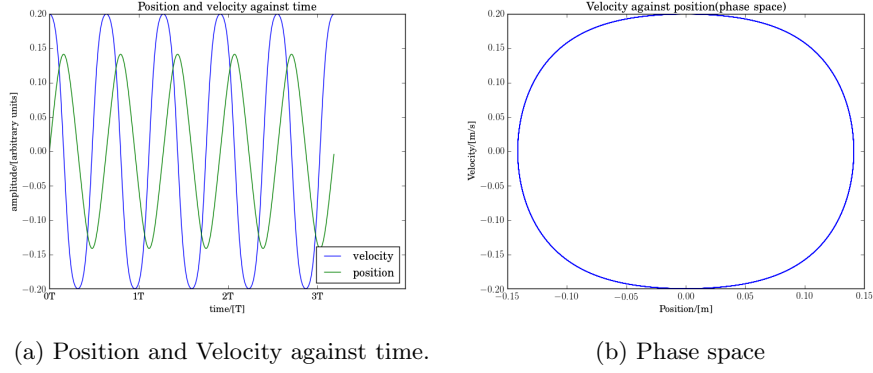 Position and velocity against time
0.20
0.15
0.10
0.05
0.00
−0.05
−0.10
−0.15
−0.20
amplitude/[arbitrary units]
velocity
position
0T
1T
2T
3T
time/[T]
(a) Position and Velocity against time.
Velocity against position(phase space)
0.20
0.15
0.10
0.05
0.00
−0.05
−0.10
−0.15
−0.20
Velocity/[m/s]
−0.15
−0.10
−0.05
0.00
0.05
0.10
0.15
Position/[m]
(b) Phase space